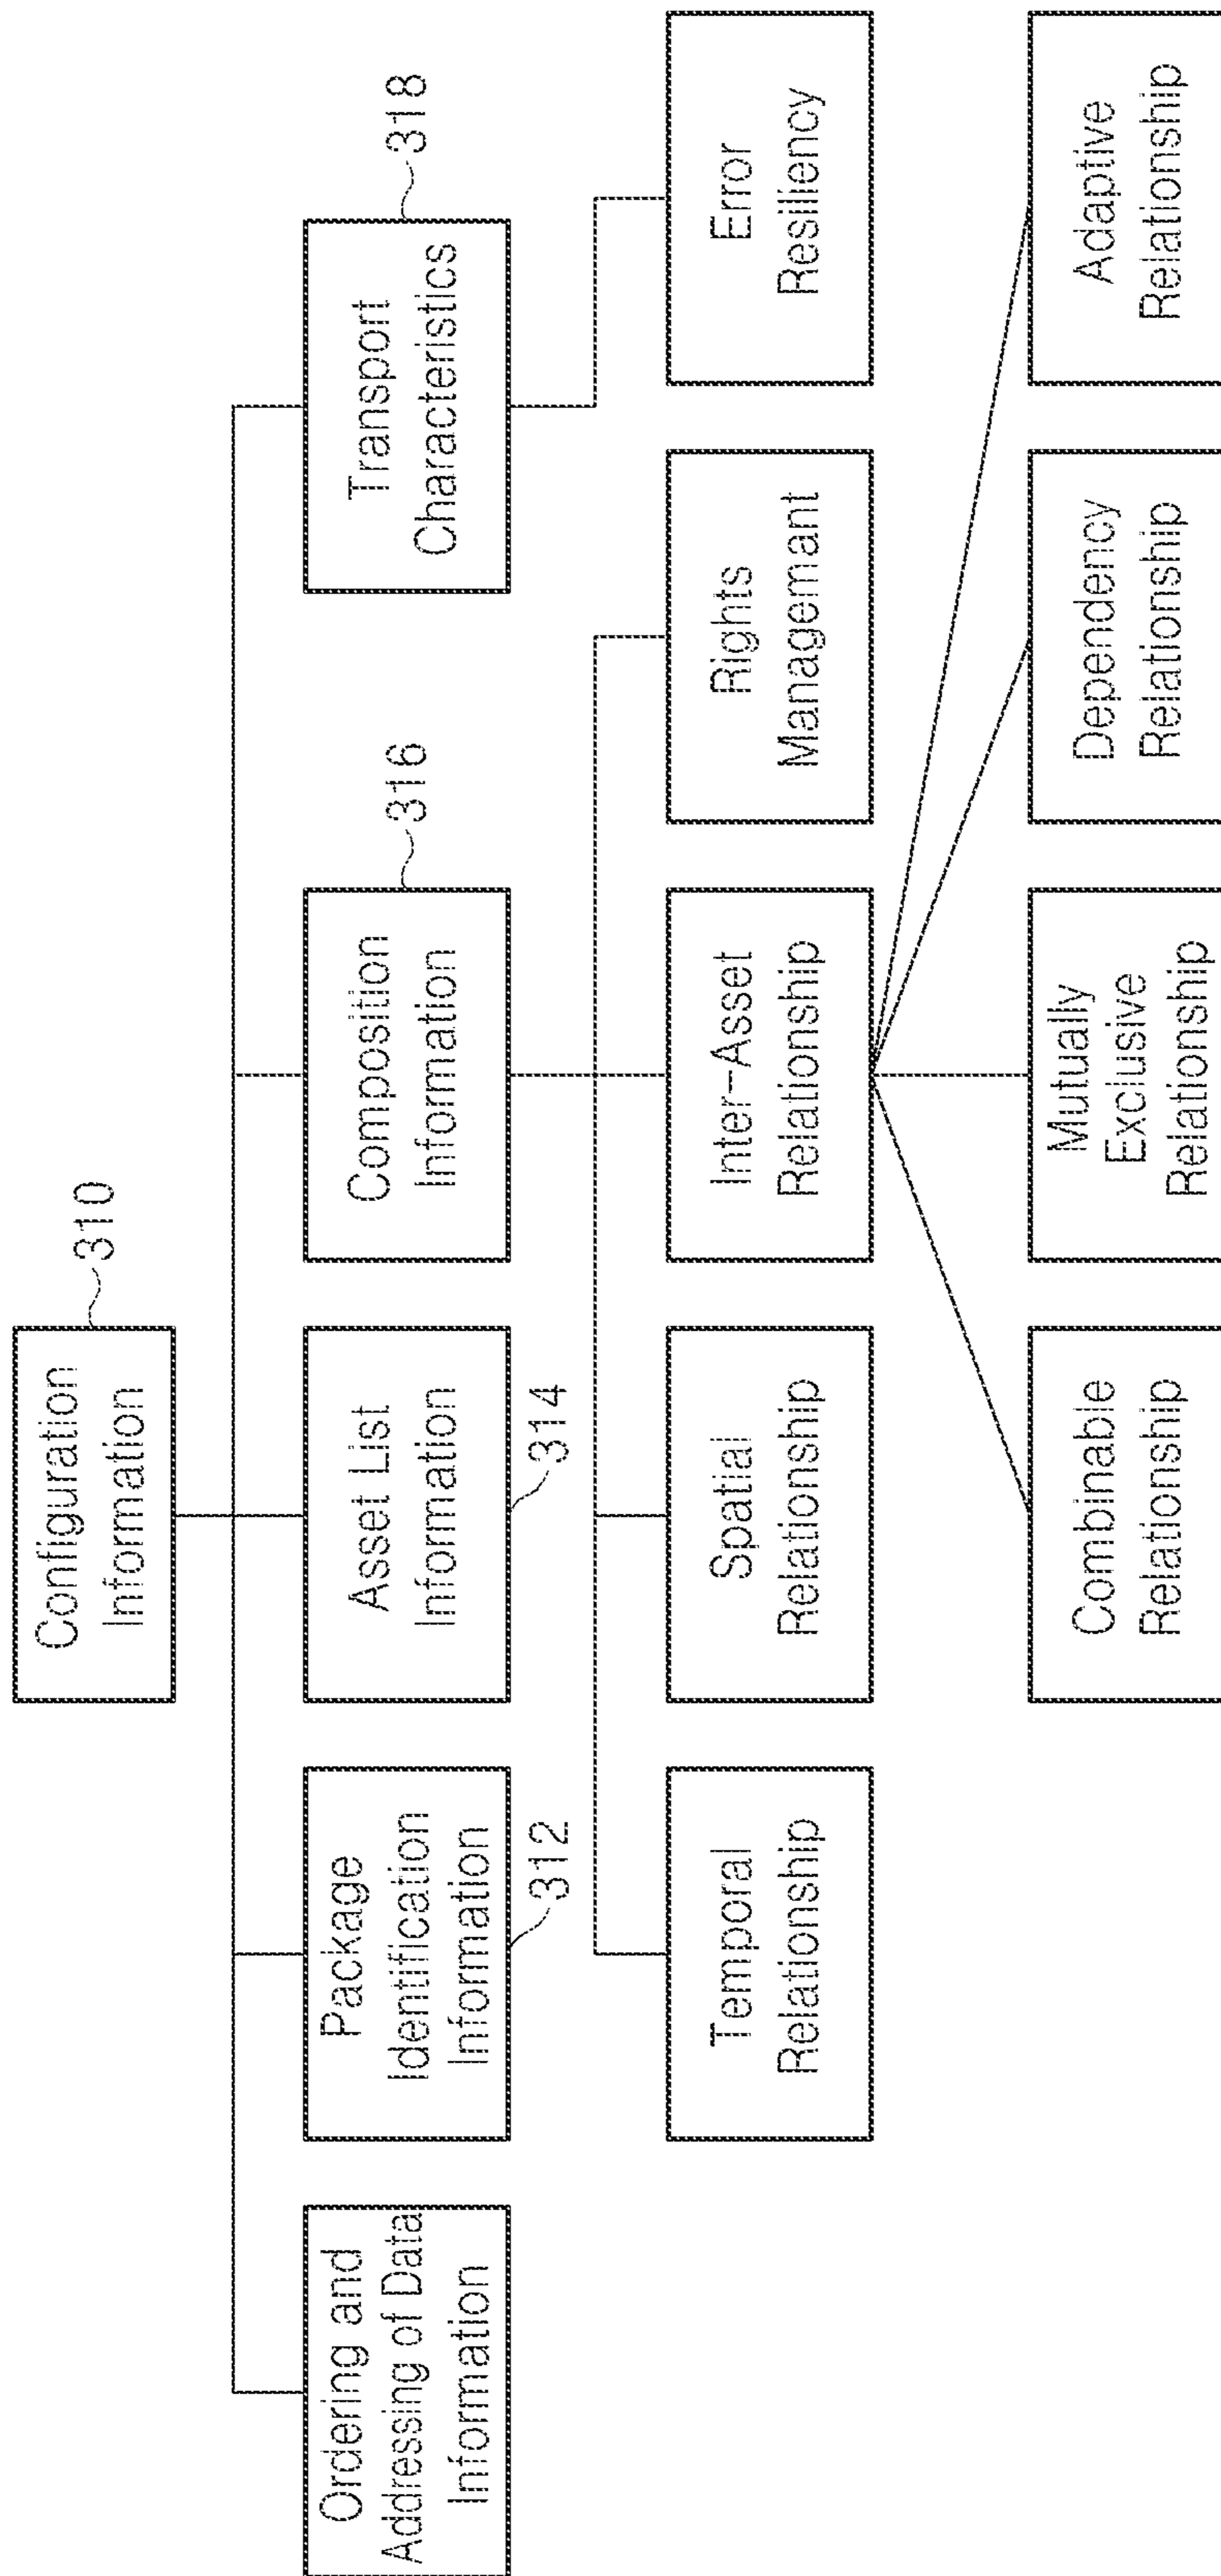 Configuration
Information
310
Ordering and
Addressing of Data
Information
Package
Identification
Information
312
Asset List
Information
314
Composition
Information
316
Transport
Characteristics
318
Temporal
Relationship
Spatial
Relationship
Inter-Asset
Relationship
Rights
Managemant
Error
Resiliency
Combinable
Relationship
Mutually
Exclusive
Relationship
Dependency
Relationship
Adaptive
Relationship